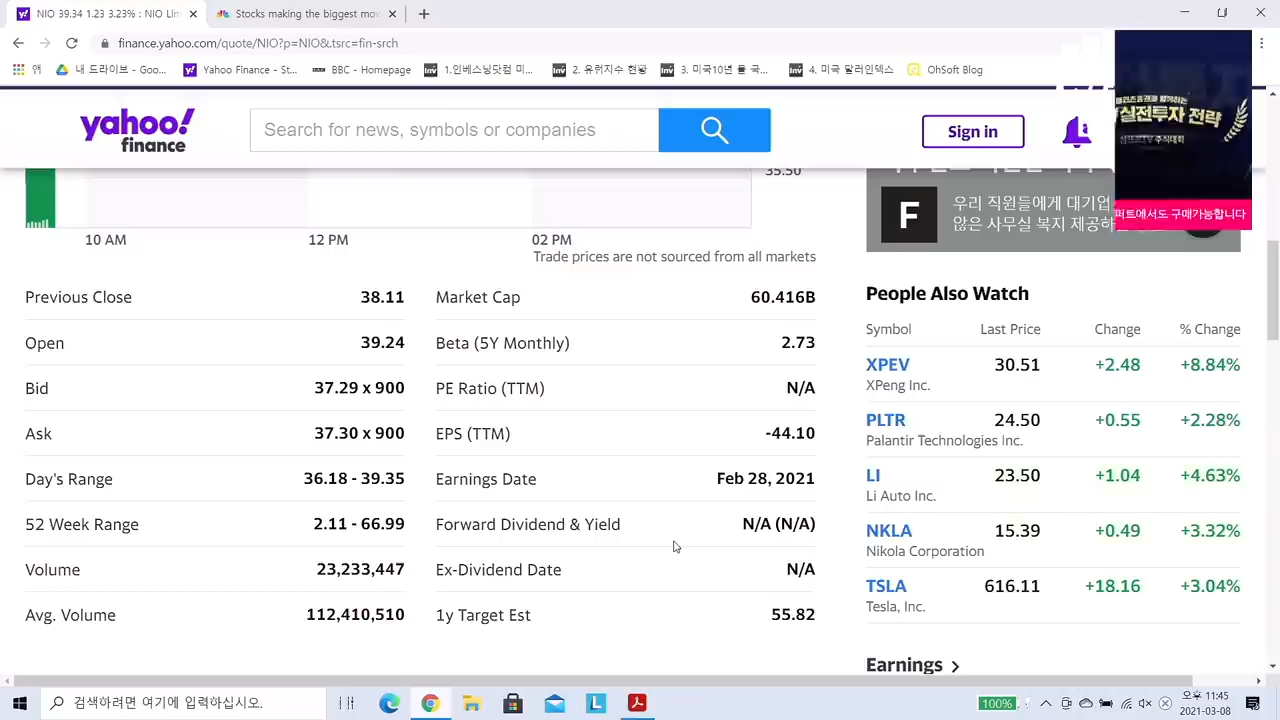 NIO 39.34 1.23 3.23% : NIO Lim
Stocks making the biggest mov
finance.yahoo.com/quote/NIO?p=NIO&.tsrc=fin-srch
앱
내 드라이브 - Goo...
Yahoo Finance - St...
BBC - Homepage
1.인베스팅닷컴 미...
3. 미국10년 물 국...
4. 미국 달러인덱스
OhSoft Blog
yahoo!
finance
Search for news, symbols or companies
Sign in
실전투자 전략
35.50
우리 직원들에게 대기업
않은 사무실 복지 제공하
F
퍼트에서도 구매가능합니다
10 AM 12 PM 02 PM
Trade prices are not sourced from all markets
Previous Close 38.11
Open 39.24
Bid 37.29 x 900
Ask 37.30 x 900
Day's Range 36.18 - 39.35
52 Week Range 2.11 - 66.99
Volume 23,233,447
Avg. Volume 112,410,510
Market Cap 60.416B
Beta (5Y Monthly) 2.73
PE Ratio (TTM) N/A
EPS (TTM) -44.10
Earnings Date Feb 28, 2021
Forward Dividend & Yield N/A (N/A)
Ex-Dividend Date N/A
1y Target Est 55.82
People Also Watch
Symbol Last Price Change % Change
XPEV 30.51 +2.48 +8.84%
XPeng Inc.
PLTR 24.50 +0.55 +2.28%
Palantir Technologies Inc.
LI 23.50 +1.04 +4.63%
Li Auto Inc.
NKLA 15.39 +0.49 +3.32%
Nikola Corporation
TSLA 616.11 +18.16 +3.04%
Tesla, Inc.
Earnings
검색하려면 여기에 입력하십시오.
100%
오후 11:45
2021-03-08